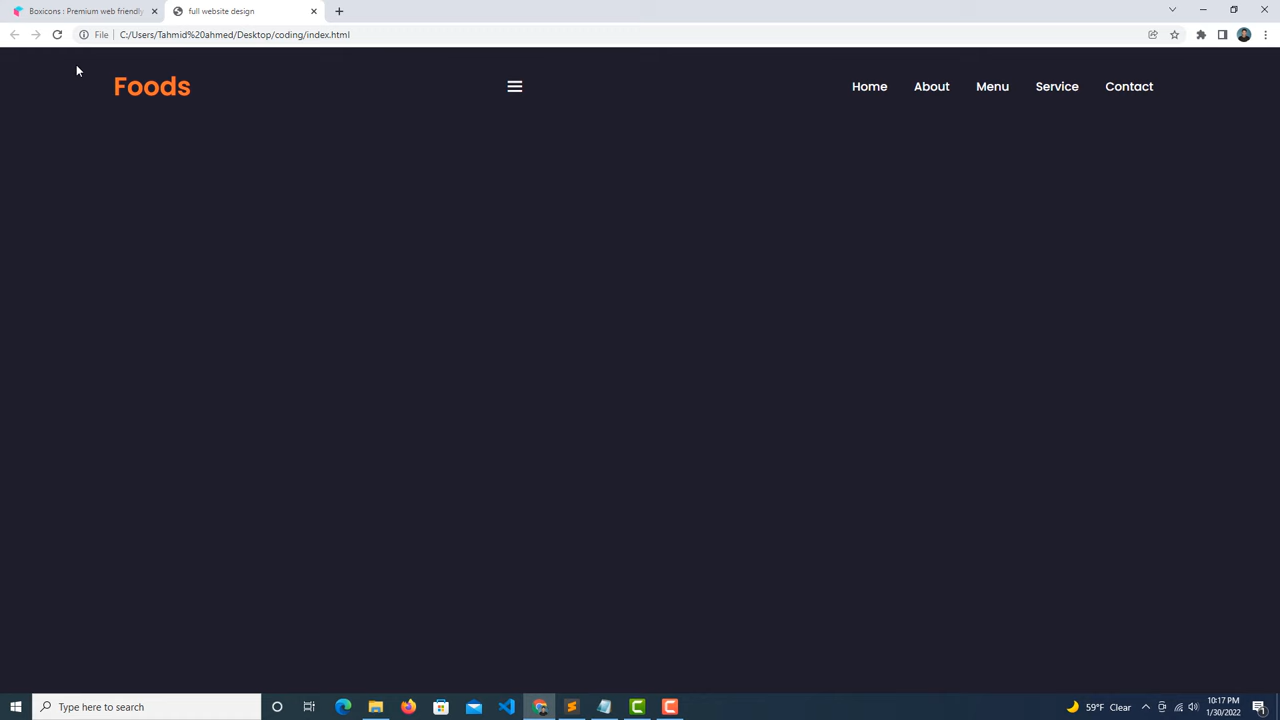 Boxicons : Premium web friendly
full website design
File
C:/Users/Tahmid%20ahmed/Desktop/coding/index.html
Foods
Home
About
Menu
Service
Contact
Type here to search
59°F Clear
10:17 PM
1/30/2022
1